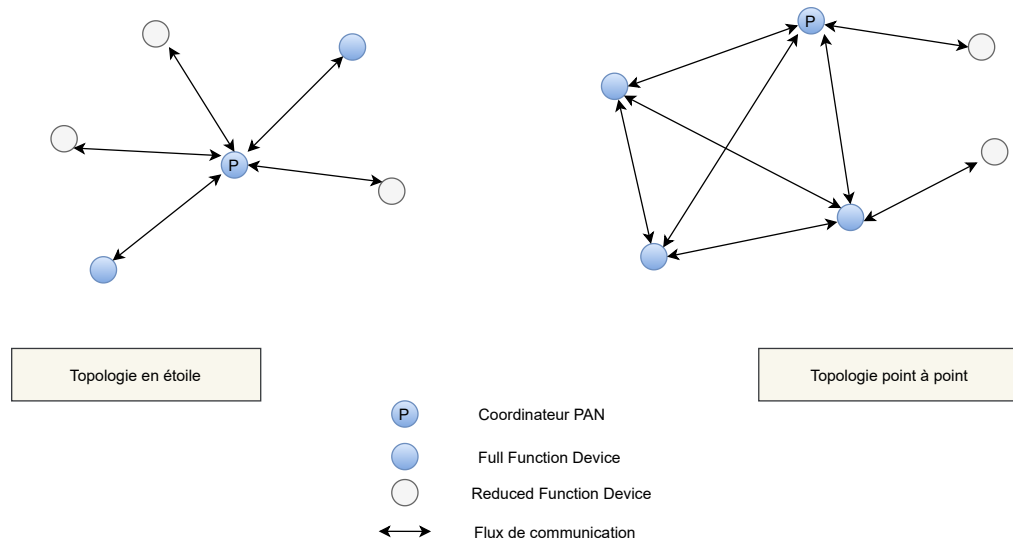 P
P
Topologie en étoile
Topologie point à point
P Coordinateur PAN
Full Function Device
Reduced Function Device
Flux de communication